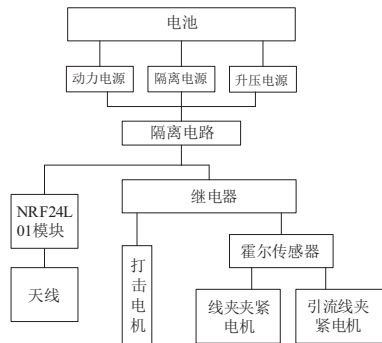 电池
动力电源
隔离电源
升压电源
隔离电路
NRF24L
01模块
继电器
天线
打
击
电
机
霍尔传感器
线夹夹紧
电机
引流线夹
紧电机